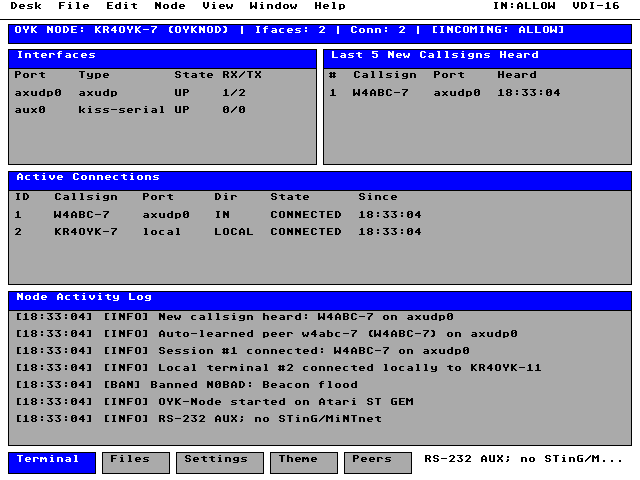 Desk File Edit Node View Window Help IN:ALLOW VDI-16
OYK NODE: KR4OYK-7 (OYKNOD) | Ifaces: 2 | Conn: 2 | [INCOMING: ALLOW]
Interfaces
Port Type State RX/TX
axudp0 axudp UP 1/2
aux0 kiss-serial UP 0/0
Last 5 New Callsigns Heard
# Callsign Port Heard
1 W4ABC-7 axudp0 18:33:04
Active Connections
ID Callsign Port Dir State Since
1 W4ABC-7 axudp0 IN CONNECTED 18:33:04
2 KR4OYK-7 local LOCAL CONNECTED 18:33:04
Node Activity Log
[18:33:04] [INFO] New callsign heard: W4ABC-7 on axudp0
[18:33:04] [INFO] Auto-learned peer w4abc-7 (W4ABC-7) on axudp0
[18:33:04] [INFO] Session #1 connected: W4ABC-7 on axudp0
[18:33:04] [INFO] Local terminal #2 connected locally to KR4OYK-11
[18:33:04] [BAN] Banned N0BAD: Beacon flood
[18:33:04] [INFO] OYK-Node started on Atari ST GEM
[18:33:04] [INFO] RS-232 AUX; no STinG/MiNTnet
Terminal Files Settings Theme Peers RS-232 AUX; no STinG/M...